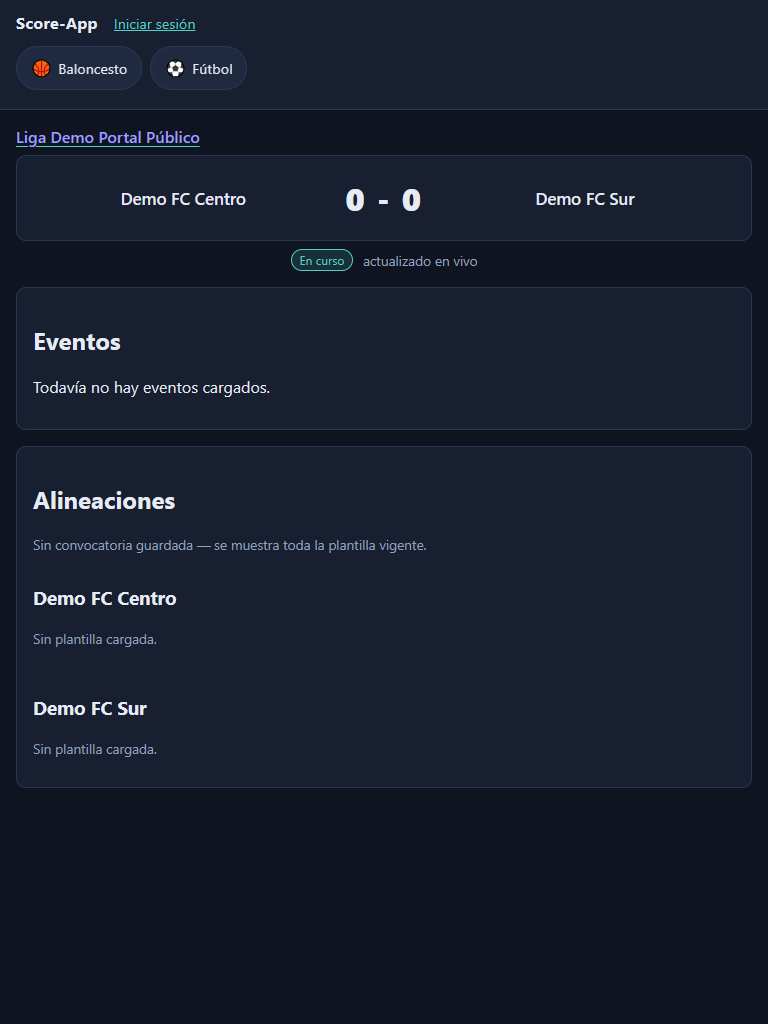 Score-App Iniciar sesión
Baloncesto Fútbol
Liga Demo Portal Público
Demo FC Centro 0 - 0 Demo FC Sur
En curso actualizado en vivo
Eventos
Todavía no hay eventos cargados.
Alineaciones
Sin convocatoria guardada — se muestra toda la plantilla vigente.
Demo FC Centro
Sin plantilla cargada.
Demo FC Sur
Sin plantilla cargada.